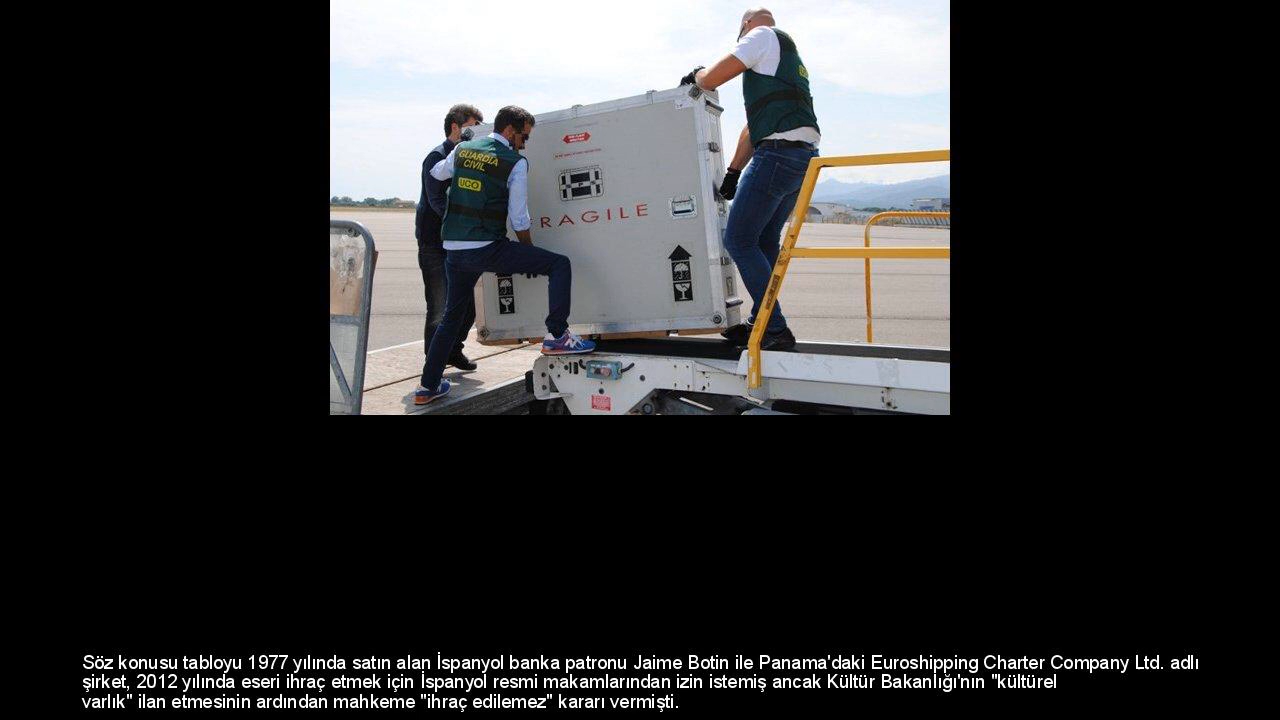 GUARDIA
CIVIL
UCO
RAGILE
Söz konusu tabloyu 1977 yılında satın alan İspanyol banka patronu Jaime Botin ile Panama'daki Euroshipping Charter Company Ltd. adlı
şirket, 2012 yılında eseri ihraç etmek için İspanyol resmi makamlarından izin istemiş ancak Kültür Bakanlığı'nın "kültürel
varlık" ilan etmesinin ardından mahkeme "ihraç edilemez" kararı vermişti.